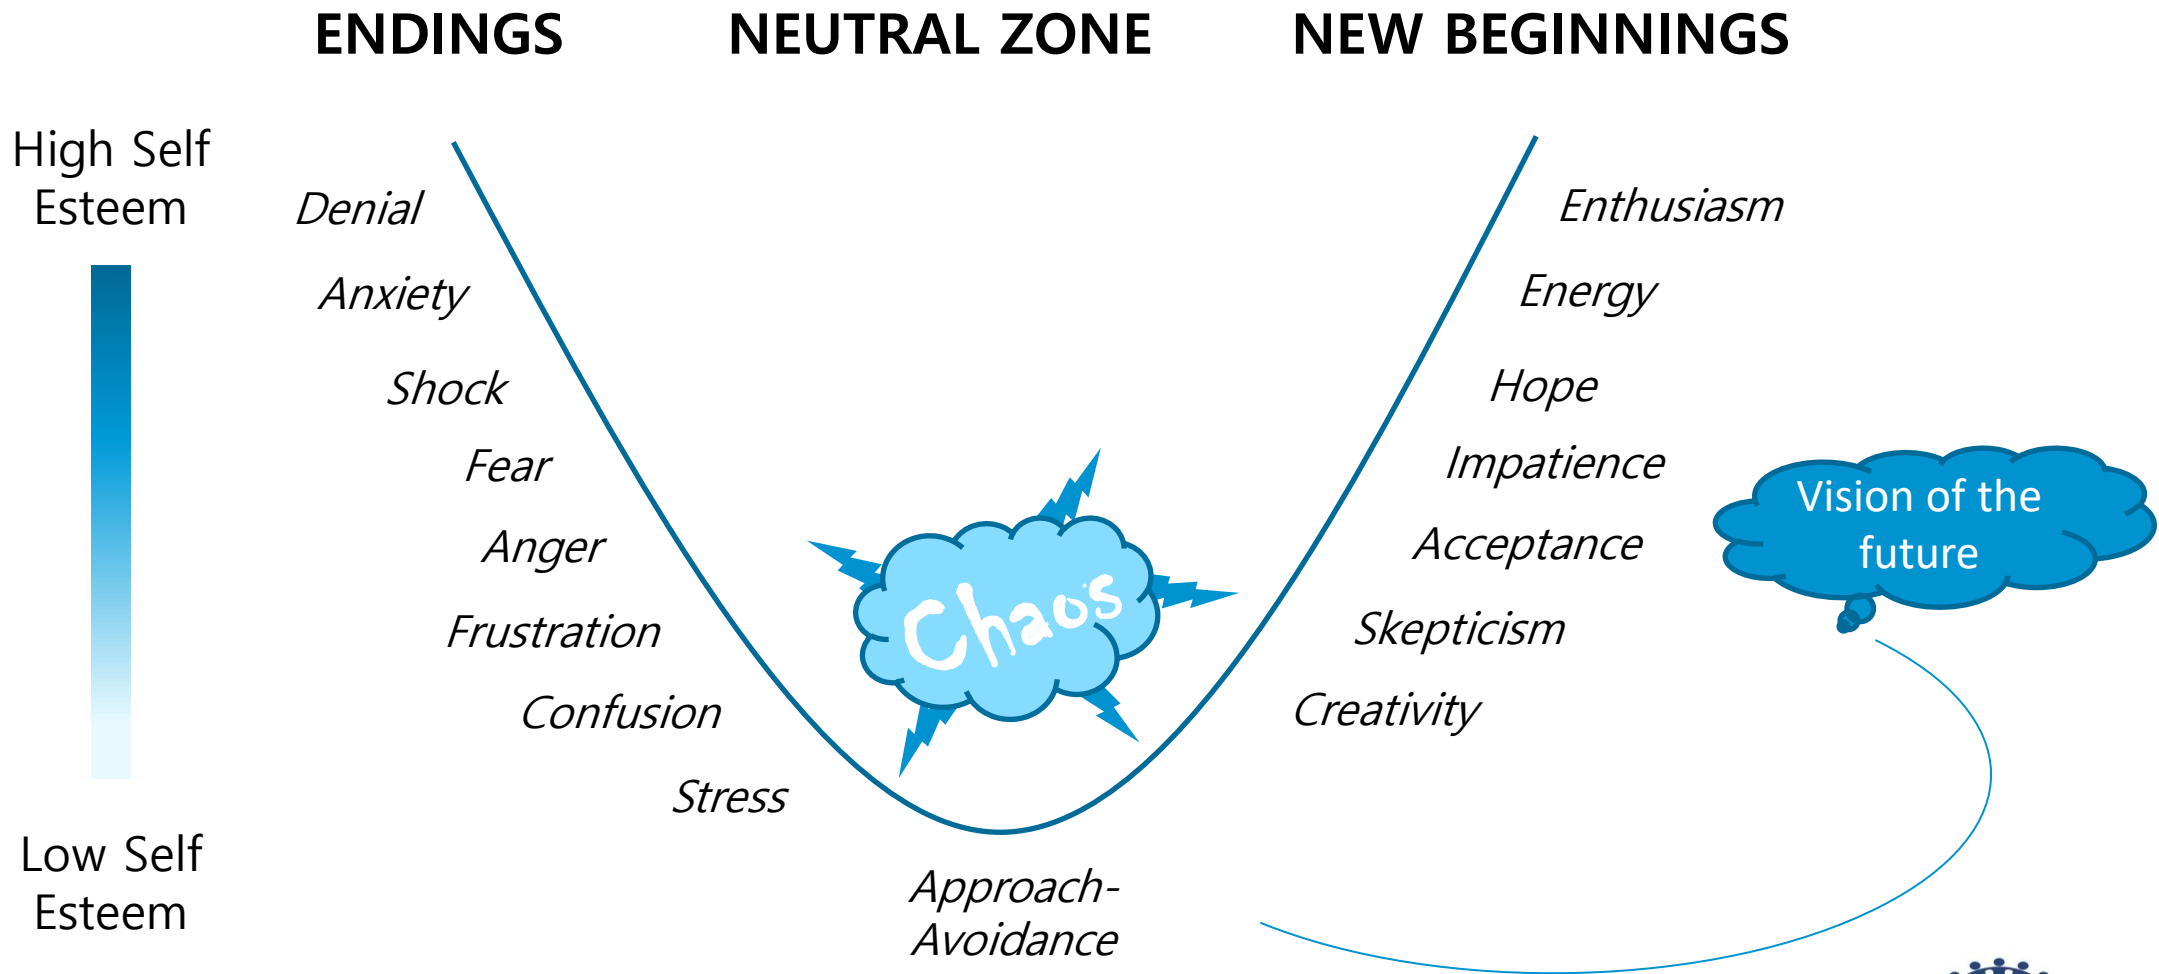 ENDINGS
NEUTRAL ZONE
NEW BEGINNINGS
High Self
Esteem
Denial
Anxiety
Shock
Fear
Anger
Frustration
Confusion
Stress
Low Self
Esteem
Chaos
Approach-
Avoidance
Enthusiasm
Energy
Hope
Impatience
Acceptance
Skepticism
Creativity
Vision of the
future